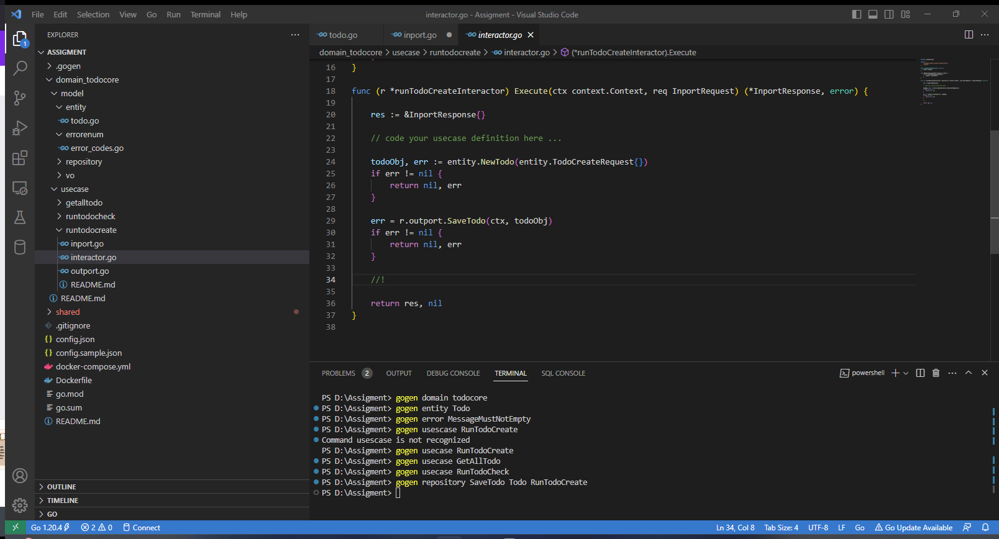 File Edit Selection View Go Run Terminal Help
interactor.go - Assigment - Visual Studio Code
EXPLORER
1
ASSIGMENT
.gogen
domain_todocore
model
entity
todo.go
errorenum
error_codes.go
repository
vo
usecase
getalltodo
runtodocheck
runtodocreate
inport.go
interactor.go
outport.go
README.md
README.md
shared
.gitignore
config.json
config.sample.json
docker-compose.yml
Dockerfile
go.mod
go.sum
README.md
OUTLINE
TIMELINE
GO
todo.go inport.go interactor.go
domain_todocore > usecase > runtodocreate > interactor.go > (*runTodoCreateInteractor).Execute
16 }
17
18 func (r *runTodoCreateInteractor) Execute(ctx context.Context, req InportRequest) (*InportResponse, error) {
19
20 res := &InportResponse{}
21
22 // code your usecase definition here ...
23
24 todoObj, err := entity.NewTodo(entity.TodoCreateRequest{})
25 if err != nil {
26 return nil, err
27 }
28
29 err = r.outport.SaveTodo(ctx, todoObj)
30 if err != nil {
31 return nil, err
32 }
33
34 //!
35
36 return res, nil
37 }
38
PROBLEMS 2 OUTPUT DEBUG CONSOLE TERMINAL SQL CONSOLE powershell
PS D:\Assigment> gogen domain todocore
PS D:\Assigment> gogen entity Todo
PS D:\Assigment> gogen error MessageMustNotEmpty
PS D:\Assigment> gogen usescase RunTodoCreate
Command usescase is not recognized
PS D:\Assigment> gogen usecase RunTodoCreate
PS D:\Assigment> gogen usecase GetAllTodo
PS D:\Assigment> gogen usecase RunTodoCheck
PS D:\Assigment> gogen repository SaveTodo Todo RunTodoCreate
PS D:\Assigment>
Go 1.20.4 2 0 Connect Ln 34, Col 8 Tab Size: 4 UTF-8 LF Go Go Update Available